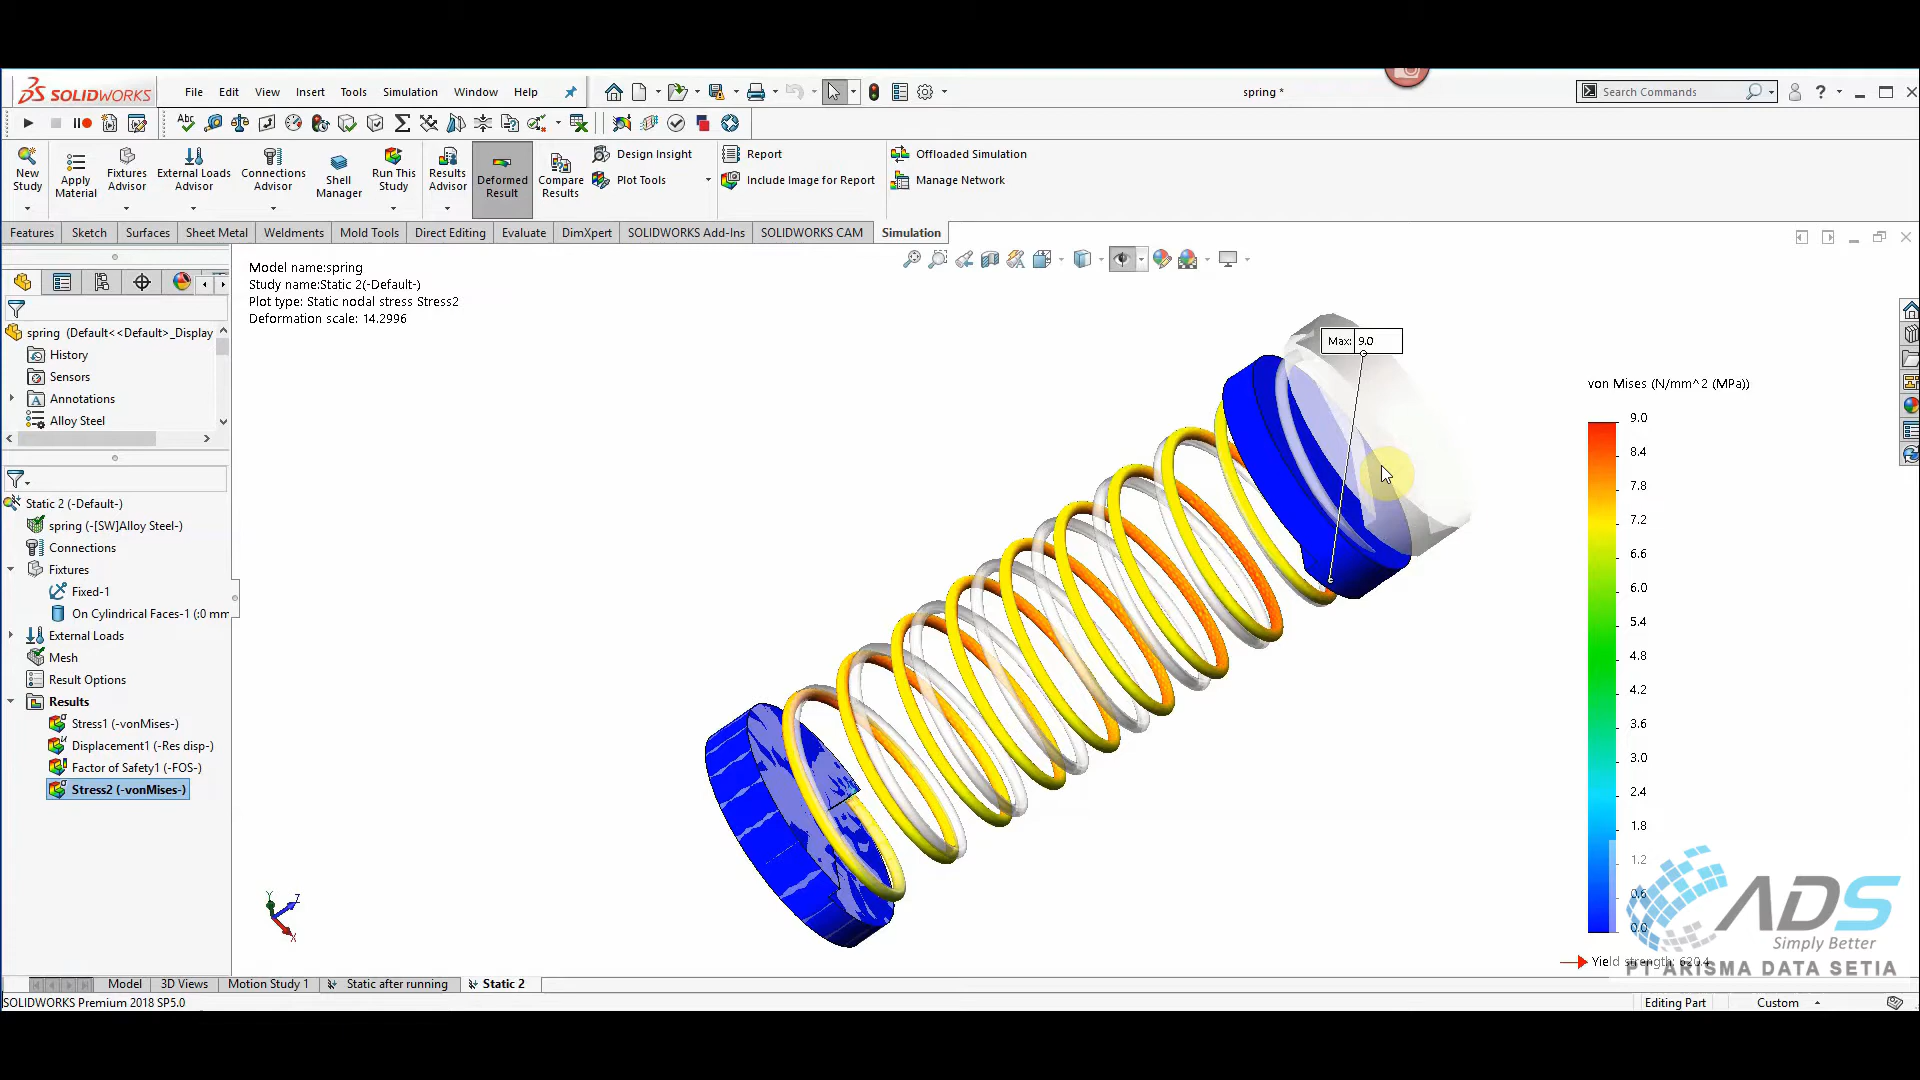 SOLIDWORKS
File Edit View Insert Tools Simulation Window Help
spring *
Search Commands
New Study
Apply Material
Fixtures Advisor
External Loads Advisor
Connections Advisor
Shell Manager
Run This Study
Results Advisor
Deformed Result
Compare Results
Design Insight
Plot Tools
Report
Include Image for Report
Offloaded Simulation
Manage Network
Features Sketch Surfaces Sheet Metal Weldments Mold Tools Direct Editing Evaluate DimXpert SOLIDWORKS Add-Ins SOLIDWORKS CAM Simulation
Model name:spring
Study name:Static 2(-Default-)
Plot type: Static nodal stress Stress2
Deformation scale: 14.2996
spring (Default<<Default>_Display
History
Sensors
Annotations
Alloy Steel
Static 2 (-Default-)
spring (-[SW]Alloy Steel-)
Connections
Fixtures
Fixed-1
On Cylindrical Faces-1 (:0 mm
External Loads
Mesh
Result Options
Results
Stress1 (-vonMises-)
Displacement1 (-Res disp-)
Factor of Safety1 (-FOS-)
Stress2 (-vonMises-)
Max: 9.0
von Mises (N/mm^2 (MPa))
9.0
8.4
7.8
7.2
6.6
6.0
5.4
4.8
4.2
3.6
3.0
2.4
1.8
1.2
0.6
0.0
Yield strength: 620.4
ADS
Simply Better
PT ARISMA DATA SETIA
Y
Z
X
Model 3D Views Motion Study 1 Static after running Static 2
SOLIDWORKS Premium 2018 SP5.0
Editing Part
Custom